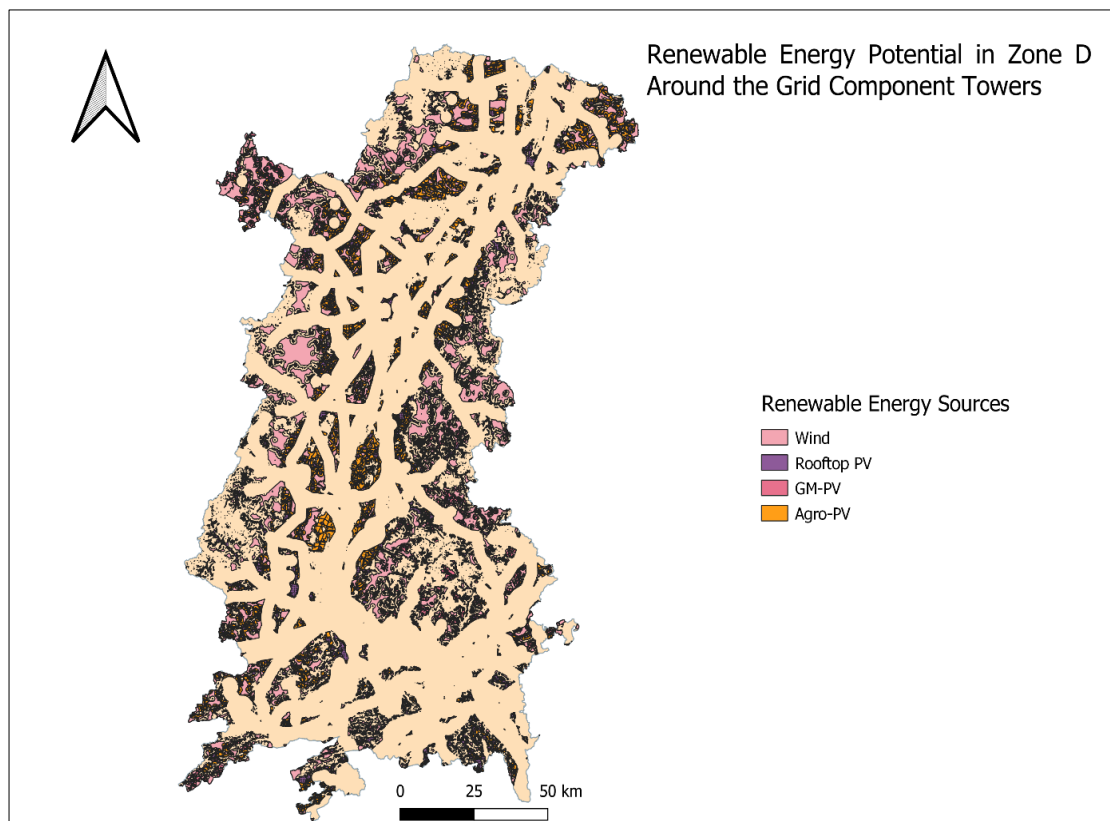 Renewable Energy Potential in Zone D
Around the Grid Component Towers
Renewable Energy Sources
Wind
Rooftop PV
GM-PV
Agro-PV
0 25 50 km